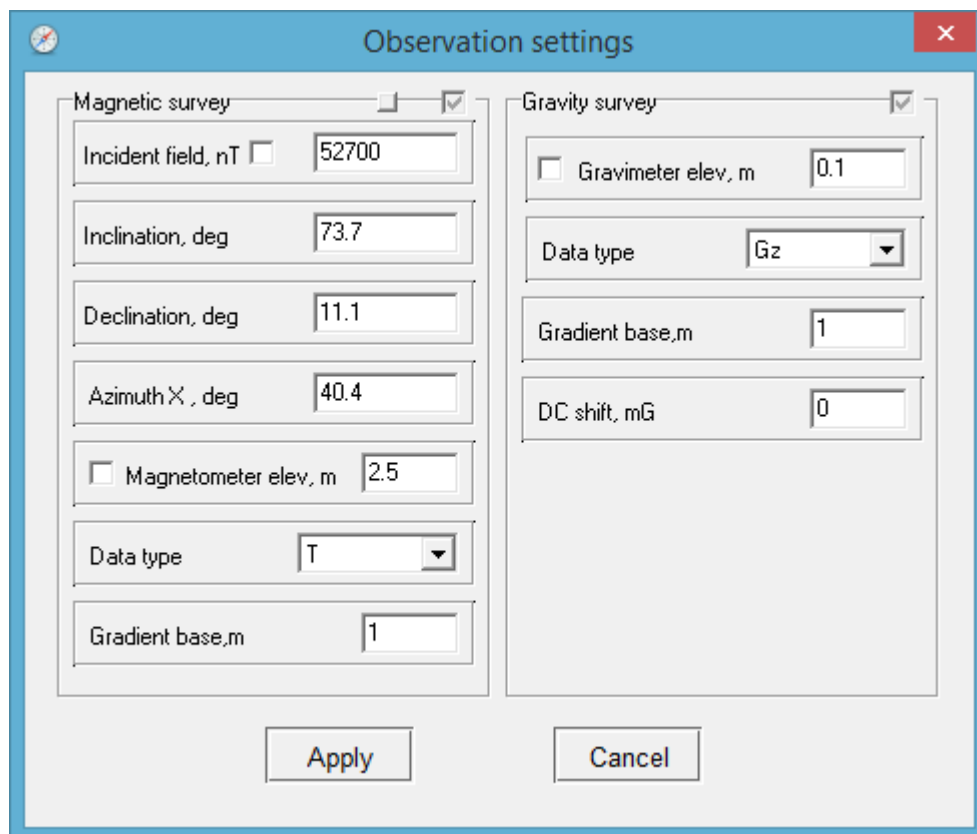 Observation settings
Magnetic survey
Incident field, nT 52700
Inclination, deg 73.7
Declination, deg 11.1
Azimuth X , deg 40.4
Magnetometer elev, m 2.5
Data type T
Gradient base,m 1
Gravity survey
Gravimeter elev, m 0.1
Data type Gz
Gradient base,m 1
DC shift, mG 0
Apply
Cancel